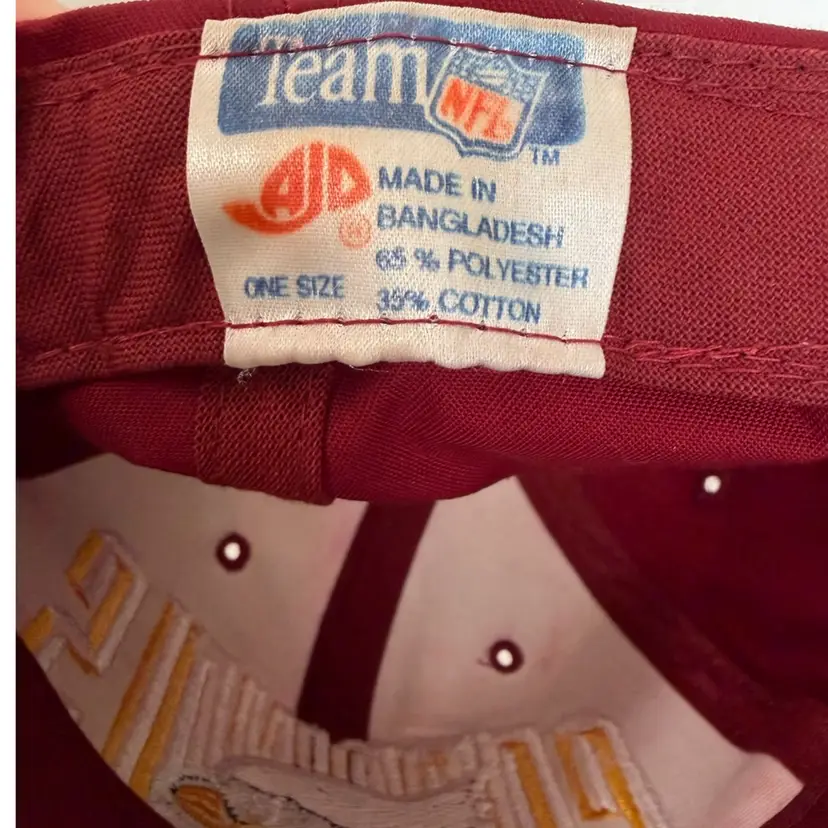 Team NFL
TM
AJD
®
MADE IN
BANGLADESH
65 % POLYESTER
ONE SIZE 35% COTTON